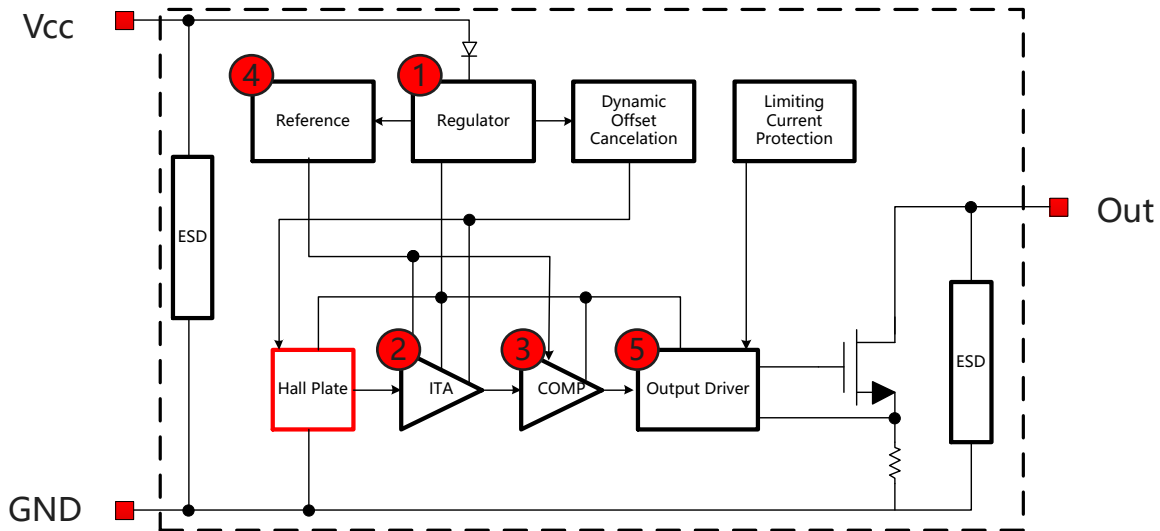 Vcc
4
1
Reference
Regulator
Dynamic
Offset
Cancelation
Limiting
Current
Protection
ESD
Out
2
3
5
Hall Plate
ITA
COMP
Output Driver
ESD
GND